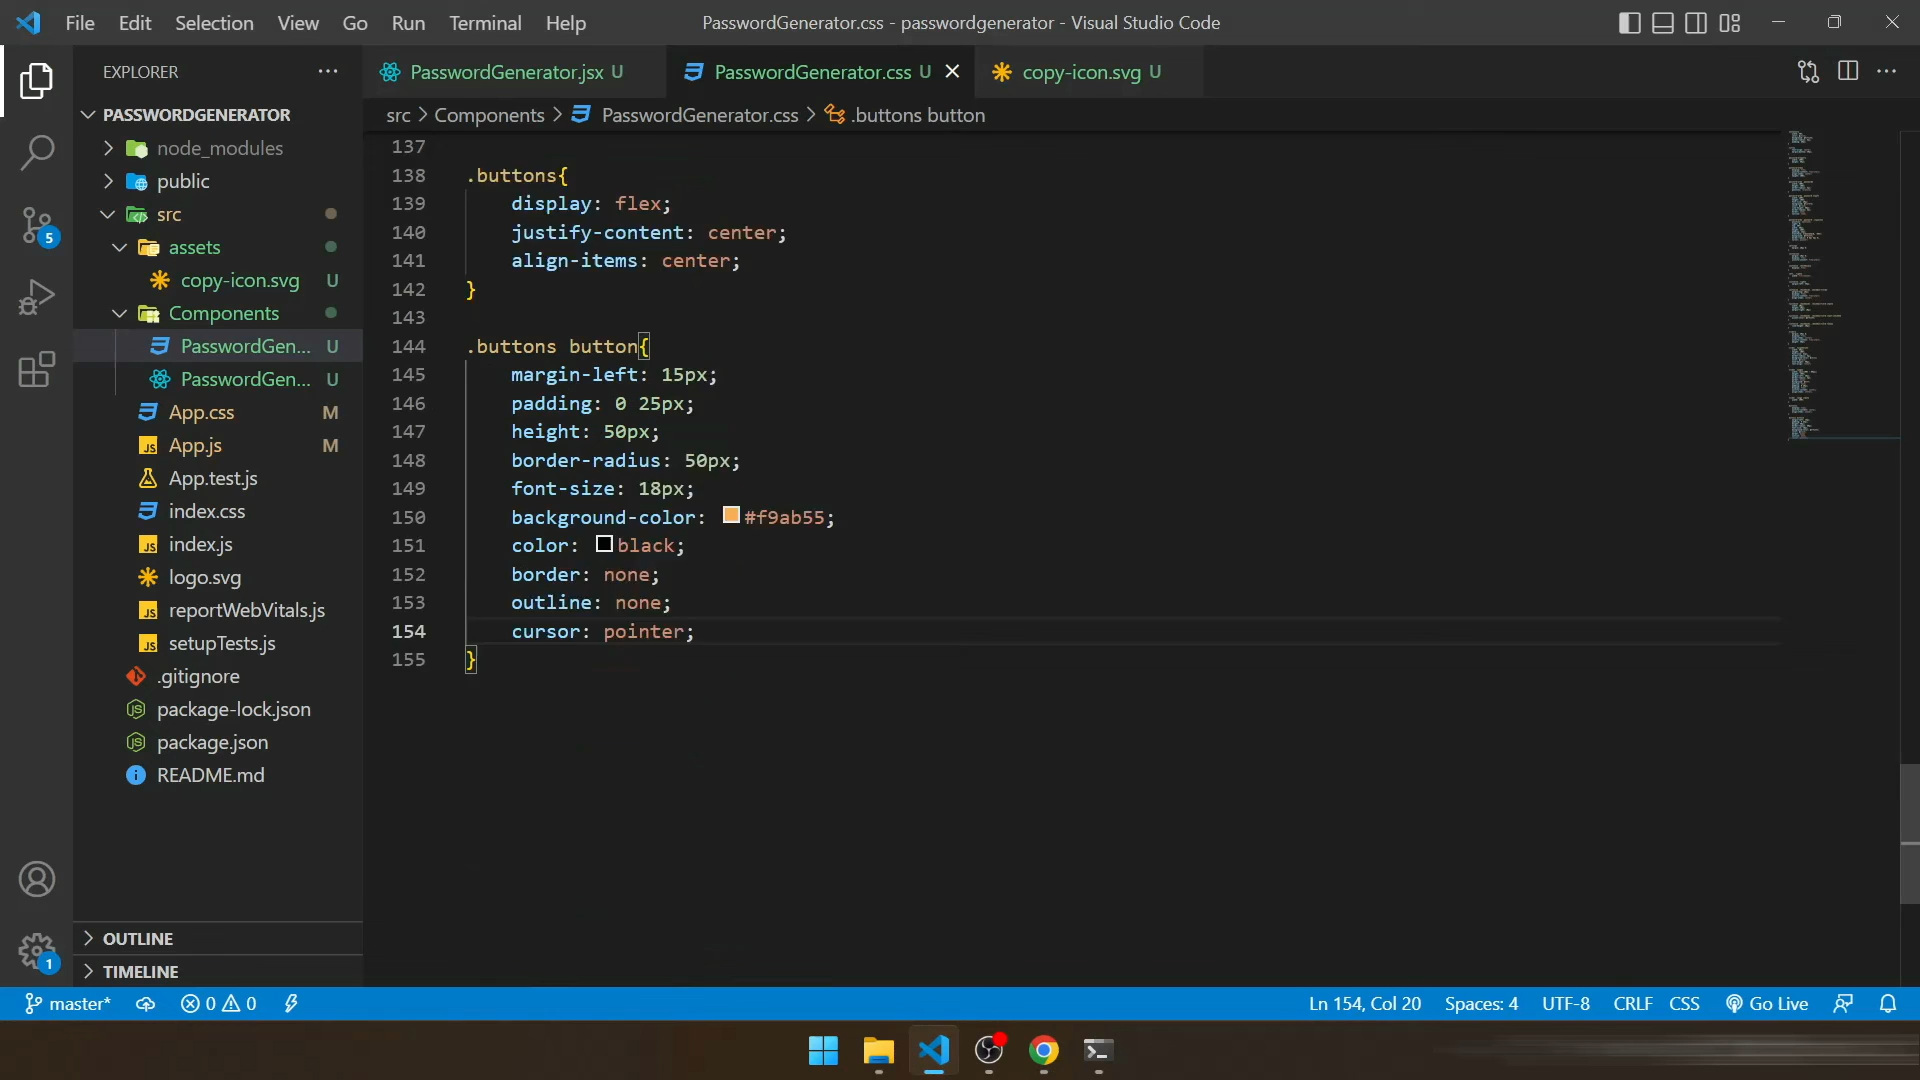 File Edit Selection View Go Run Terminal Help
PasswordGenerator.css - passwordgenerator - Visual Studio Code
EXPLORER
PasswordGenerator.jsx U
PasswordGenerator.css U
copy-icon.svg U
src > Components > PasswordGenerator.css > .buttons button
PASSWORDGENERATOR
node_modules
public
src
assets
copy-icon.svg U
Components
PasswordGen... U
PasswordGen... U
App.css M
App.js M
App.test.js
index.css
index.js
logo.svg
reportWebVitals.js
setupTests.js
.gitignore
package-lock.json
package.json
README.md
OUTLINE
TIMELINE
5
1
137
138 .buttons{
139 display: flex;
140 justify-content: center;
141 align-items: center;
142 }
143
144 .buttons button{
145 margin-left: 15px;
146 padding: 0 25px;
147 height: 50px;
148 border-radius: 50px;
149 font-size: 18px;
150 background-color: #f9ab55;
151 color: black;
152 border: none;
153 outline: none;
154 cursor: pointer;
155 }
master* 0 0 Ln 154, Col 20 Spaces: 4 UTF-8 CRLF CSS Go Live